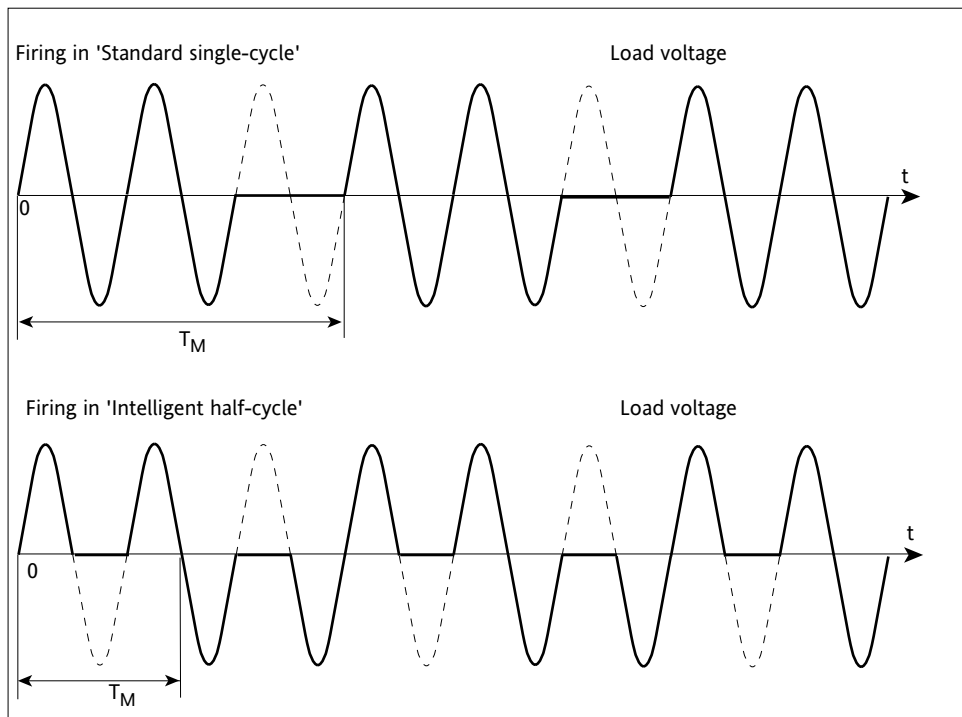 Firing in 'Standard single-cycle'
Load voltage
t
0
TM
Firing in 'Intelligent half-cycle'
Load voltage
t
0
TM